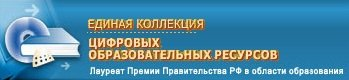 ЕДИНАЯ КОЛЛЕКЦИЯ
ЦИФРОВЫХ
ОБРАЗОВАТЕЛЬНЫХ РЕСУРСОВ
Лауреат Премии Правительства РФ в области образования